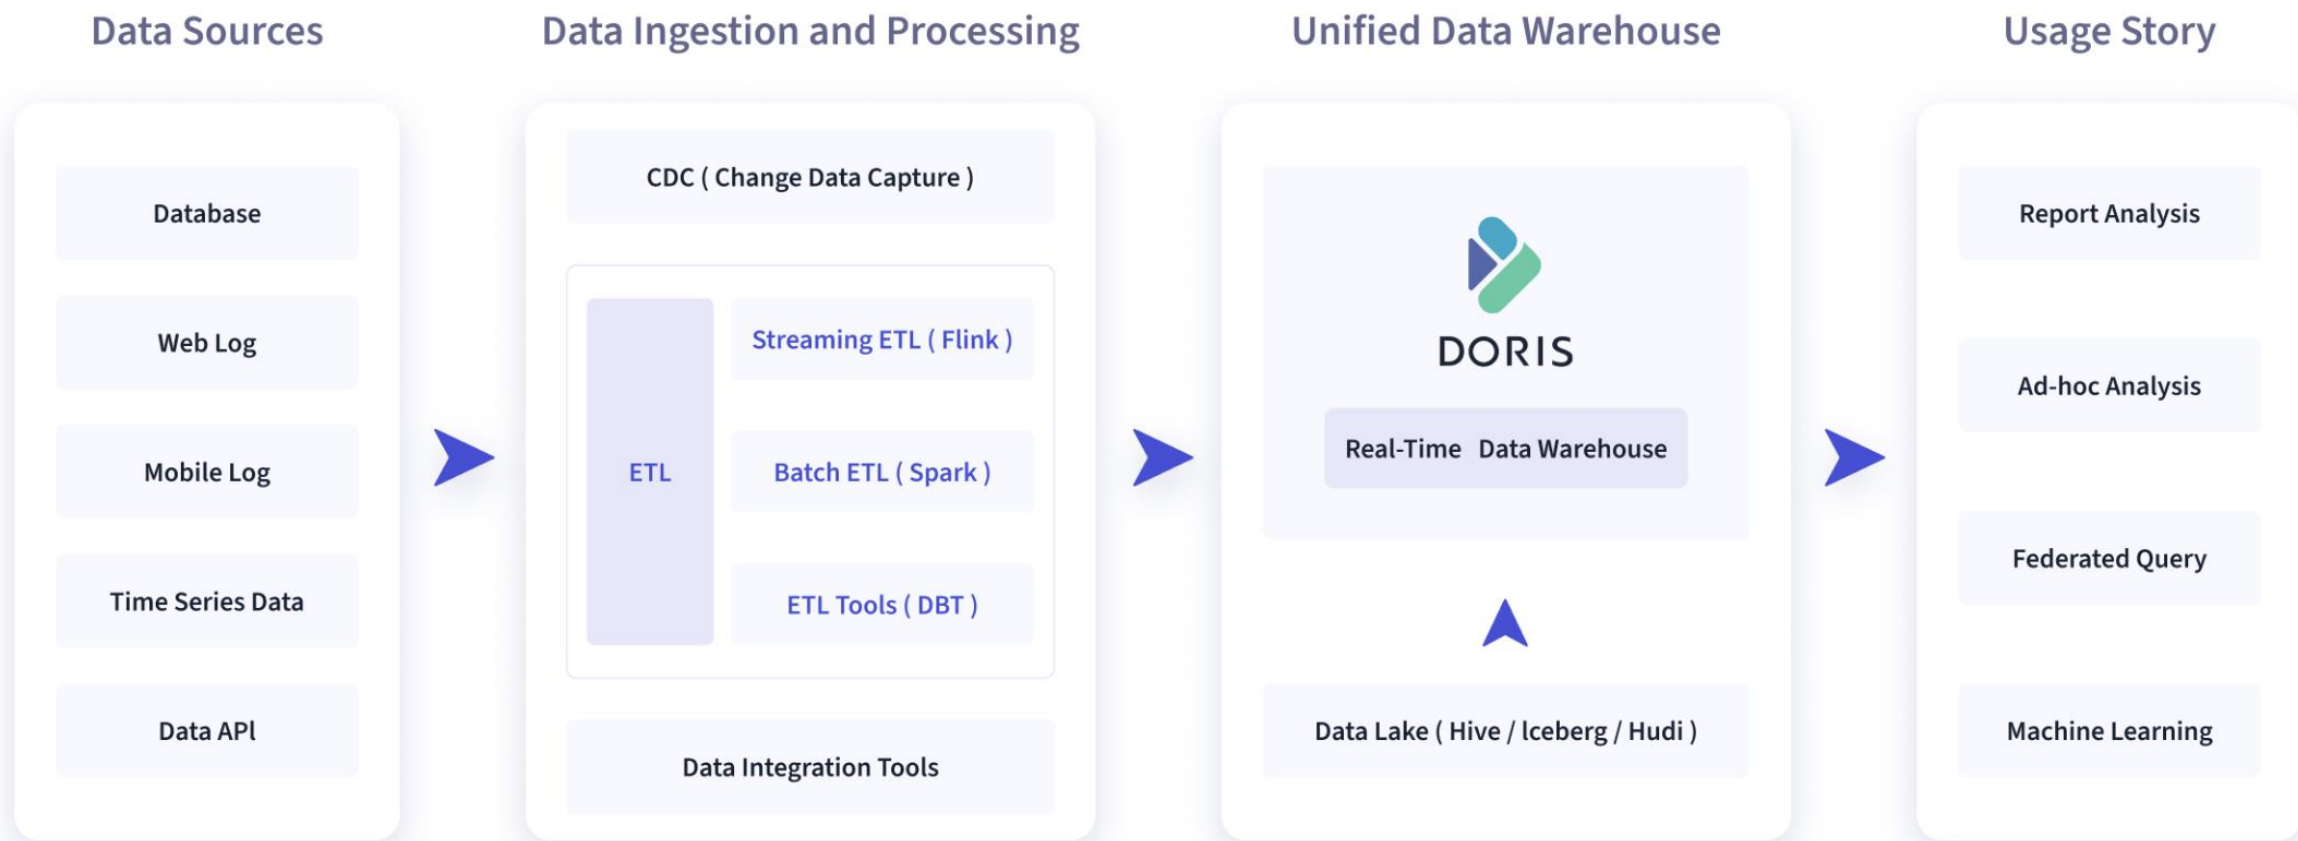 Data Sources
Database
Web Log
Mobile Log
Time Series Data
Data API
Data Ingestion and Processing
CDC ( Change Data Capture )
ETL
Streaming ETL ( Flink )
Batch ETL ( Spark )
ETL Tools ( DBT )
Data Integration Tools
Unified Data Warehouse
DORIS
Real-Time Data Warehouse
Data Lake ( Hive / Iceberg / Hudi )
Usage Story
Report Analysis
Ad-hoc Analysis
Federated Query
Machine Learning